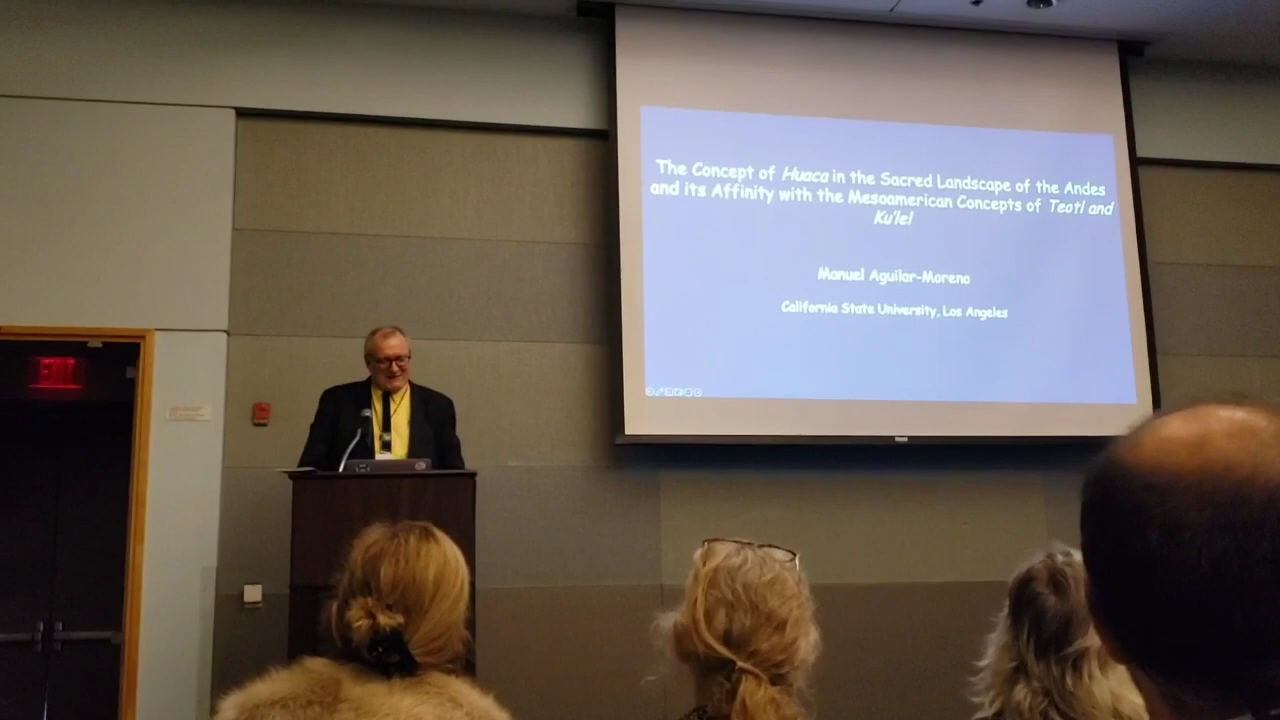 The Concept of Huaca in the Sacred Landscape of the Andes
and its Affinity with the Mesoamerican Concepts of Teotl and
Ku'lel
Manuel Aguilar-Moreno
California State University, Los Angeles
EXIT